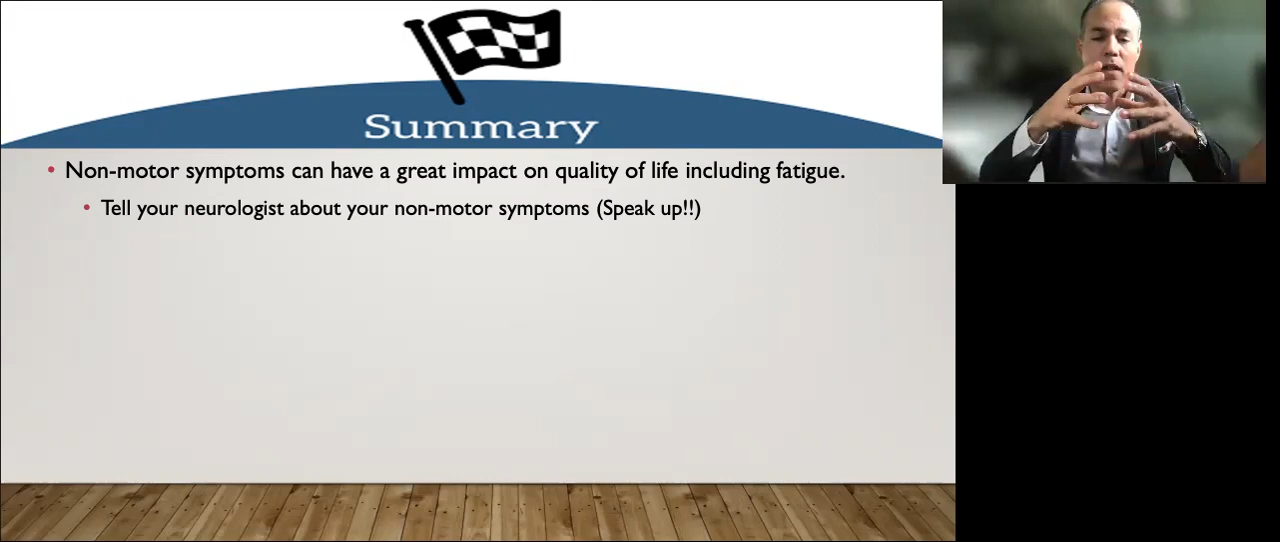 Summary
• Non-motor symptoms can have a great impact on quality of life including fatigue.
• Tell your neurologist about your non-motor symptoms (Speak up!!)